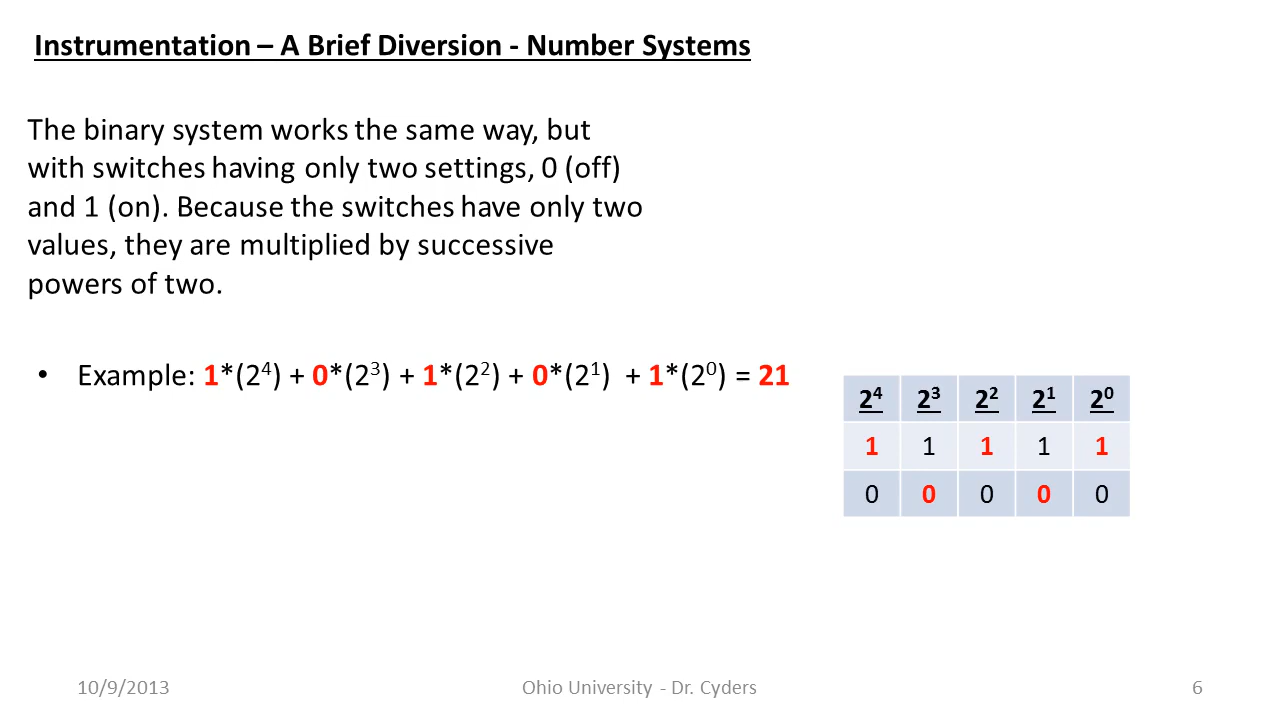 Instrumentation – A Brief Diversion - Number Systems
The binary system works the same way, but
with switches having only two settings, 0 (off)
and 1 (on). Because the switches have only two
values, they are multiplied by successive
powers of two.
• Example: 1*(2⁴) + 0*(2³) + 1*(2²) + 0*(2¹) + 1*(2⁰) = 21
2⁴ 2³ 2² 2¹ 2⁰
1 1 1 1 1
0 0 0 0 0
10/9/2013 Ohio University - Dr. Cyders 6